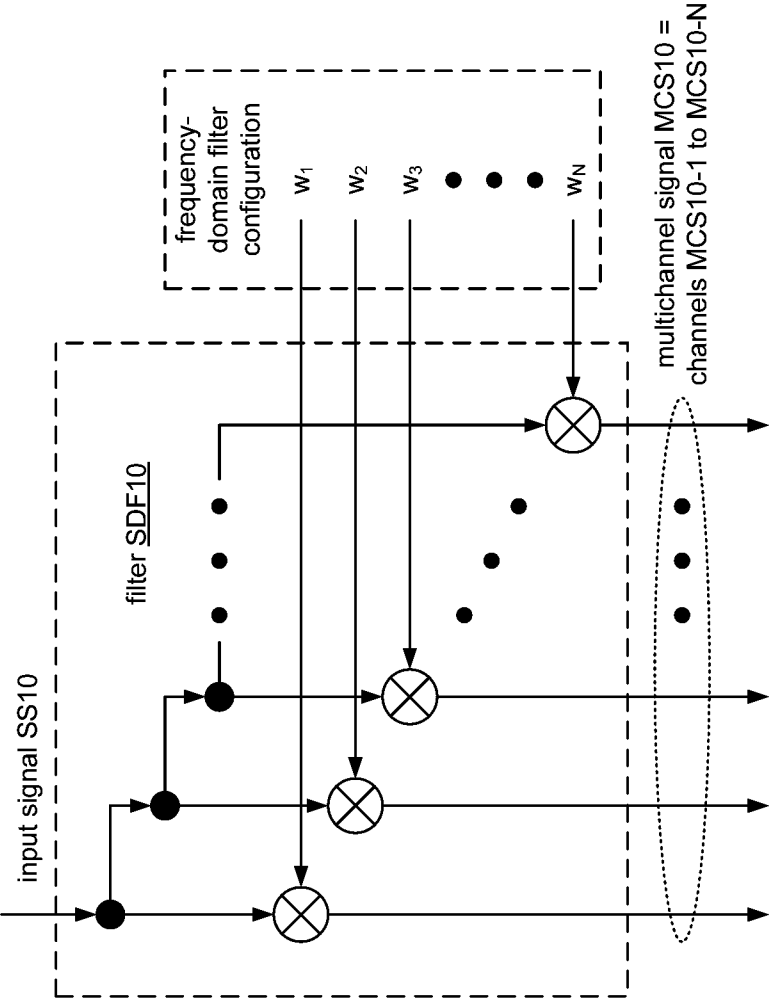 input signal SS10
filter SDF10
frequency-
domain filter
configuration
w1
w2
w3
wN
multichannel signal MCS10 =
channels MCS10-1 to MCS10-N